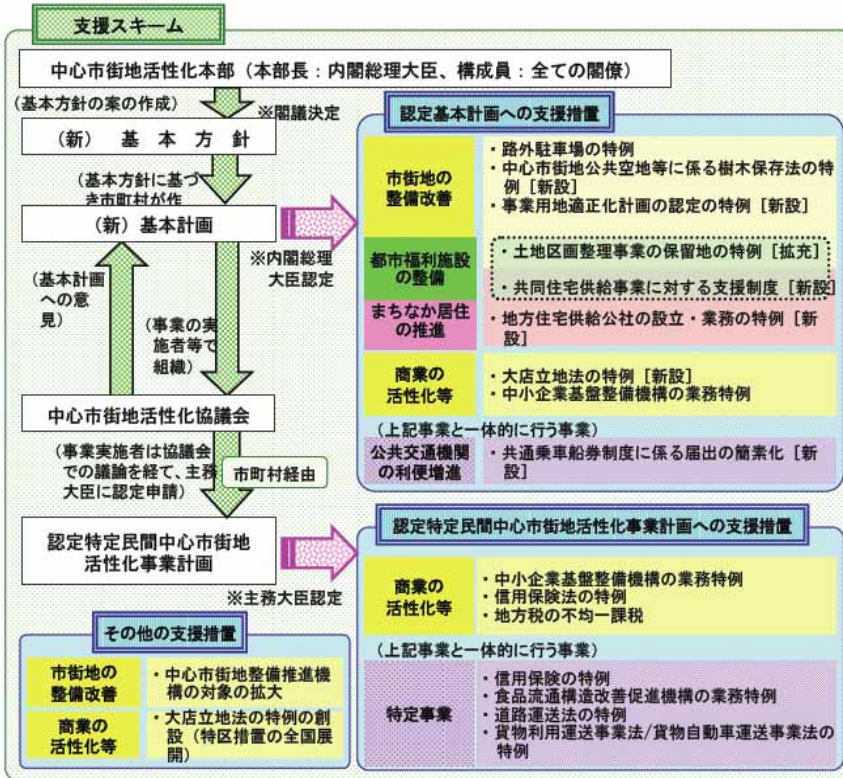 支援スキーム
中心市街地活性化本部(本部長:内閣総理大臣、構成員:全ての閣僚)
(基本方針の案の作成)
※閣議決定
(新) 基本方針
(基本方針に基づ
き市町村が作
(新)基本計画
※内閣総理
大臣認定
(基本計画
への意
見)
(事業の実
施者等で
組織)
中心市街地活性化協議会
(事業実施者は協議会
での議論を経て、主務
大臣に認定申請)
市町村経由
認定特定民間中心市街地
活性化事業計画
※主務大臣認定
認定基本計画への支援措置
市街地の
整備改善
・路外駐車場の特例
・中心市街地公共空地等に係る樹木保存法の特
例[新設]
・事業用地適正化計画の認定の特例[新設]
都市福利施設
の整備
・土地区画整理事業の保留地の特例[拡充]
・共同住宅供給事業に対する支援制度[新設]
まちなか居住
の推進
・地方住宅供給公社の設立・業務の特例[新
設]
商業の
活性化等
・大店立地法の特例[新設]
・中小企業基盤整備機構の業務特例
(上記事業と一体的に行う事業)
公共交通機関
の利便増進
・共通乗車船券制度に係る届出の簡素化[新
設]
認定特定民間中心市街地活性化事業計画への支援措置
商業の
活性化等
・中小企業基盤整備機構の業務特例
・信用保険法の特例
・地方税の不均一課税
(上記事業と一体的に行う事業)
特定事業
・信用保険の特例
・食品流通構造改善促進機構の業務特例
・道路運送法の特例
・貨物利用運送事業法/貨物自動車運送事業法の
特例
その他の支援措置
市街地の
整備改善
・中心市街地整備推進機
構の対象の拡大
商業の
活性化等
・大店立地法の特例の創
設(特区措置の全国展
開)